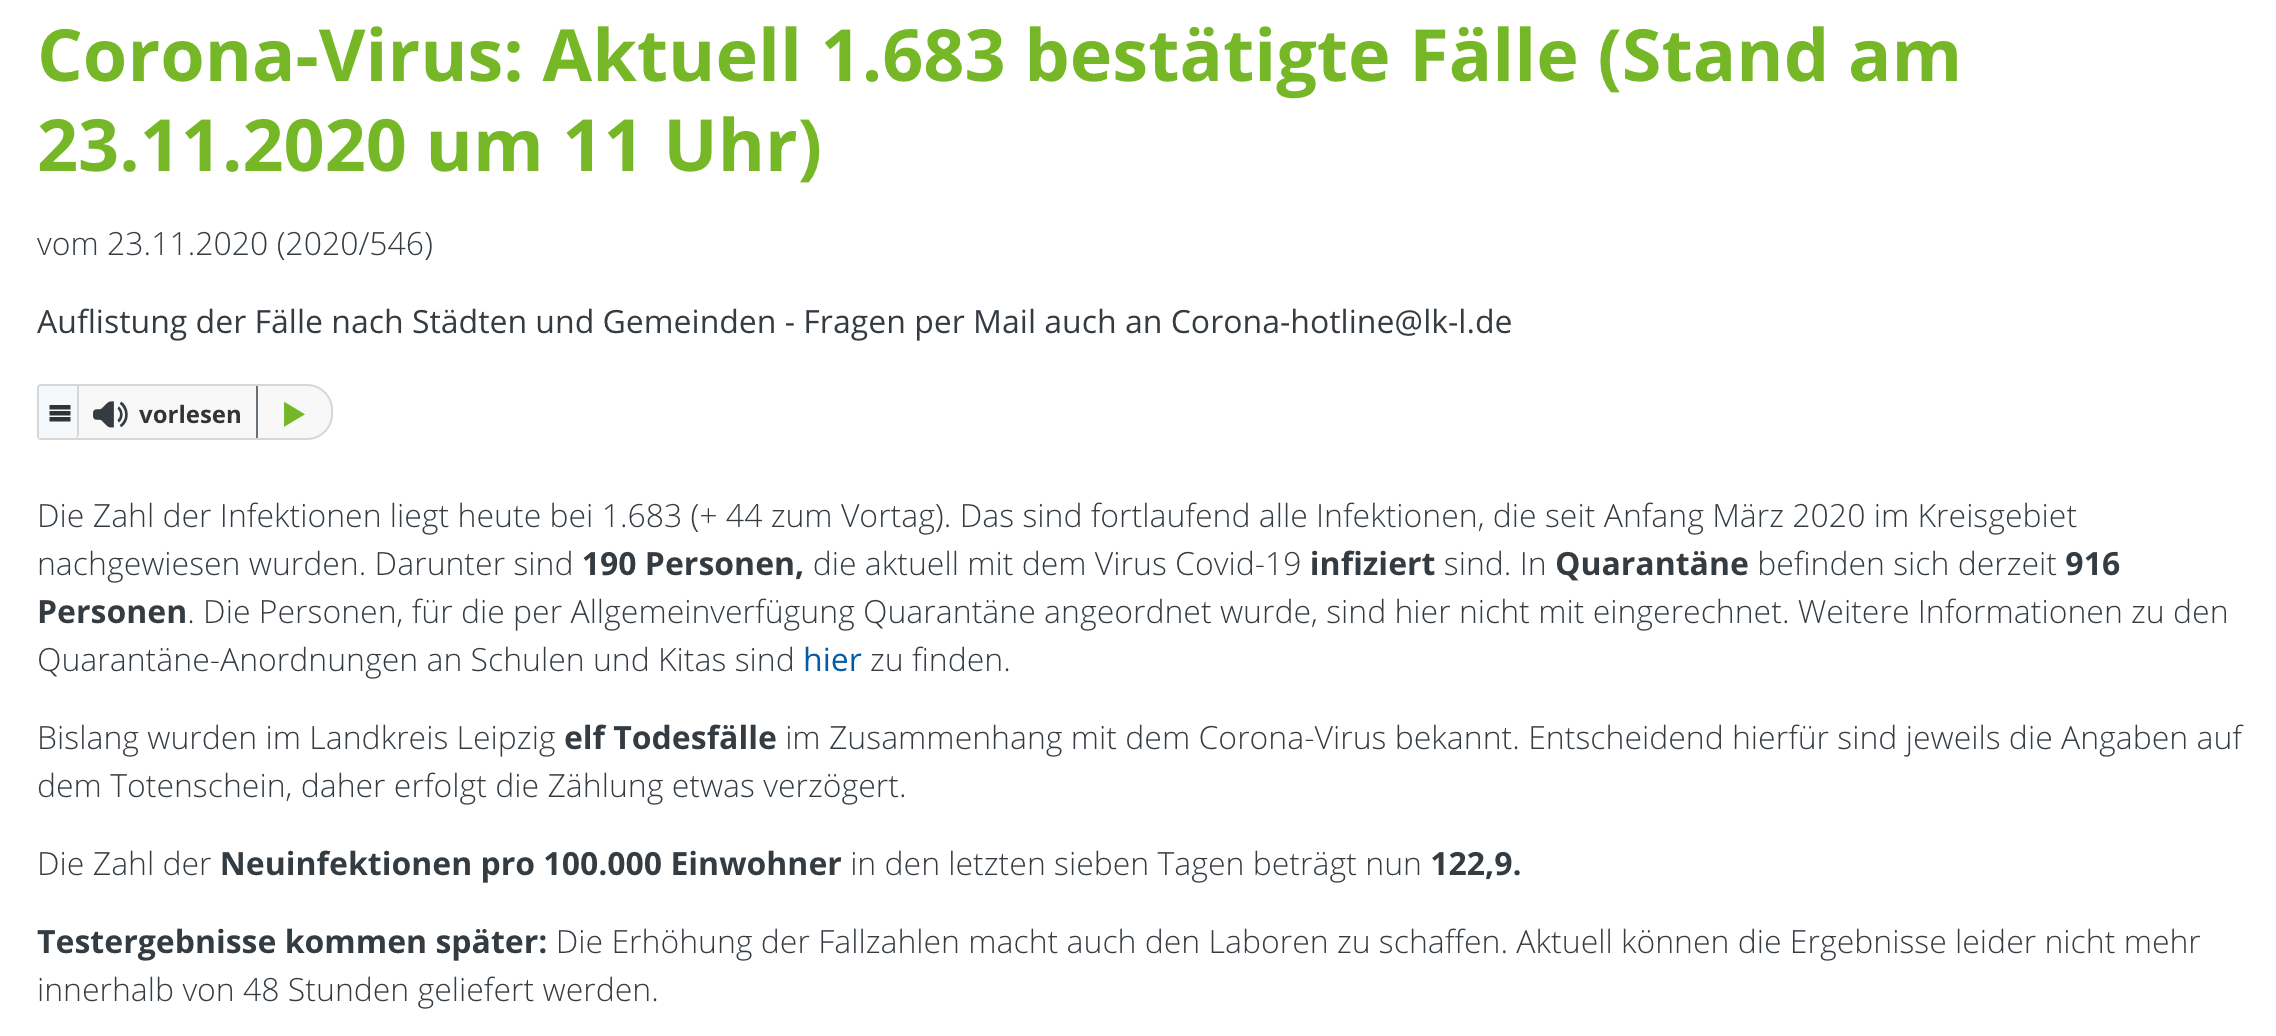 Corona-Virus: Aktuell 1.683 bestätigte Fälle (Stand am
23.11.2020 um 11 Uhr)
vom 23.11.2020 (2020/546)
Auflistung der Fälle nach Städten und Gemeinden - Fragen per Mail auch an Corona-hotline@lk-l.de
vorlesen
Die Zahl der Infektionen liegt heute bei 1.683 (+ 44 zum Vortag). Das sind fortlaufend alle Infektionen, die seit Anfang März 2020 im Kreisgebiet
nachgewiesen wurden. Darunter sind 190 Personen, die aktuell mit dem Virus Covid-19 infiziert sind. In Quarantäne befinden sich derzeit 916
Personen. Die Personen, für die per Allgemeinverfügung Quarantäne angeordnet wurde, sind hier nicht mit eingerechnet. Weitere Informationen zu den
Quarantäne-Anordnungen an Schulen und Kitas sind hier zu finden.
Bislang wurden im Landkreis Leipzig elf Todesfälle im Zusammenhang mit dem Corona-Virus bekannt. Entscheidend hierfür sind jeweils die Angaben auf
dem Totenschein, daher erfolgt die Zählung etwas verzögert.
Die Zahl der Neuinfektionen pro 100.000 Einwohner in den letzten sieben Tagen beträgt nun 122,9.
Testergebnisse kommen später: Die Erhöhung der Fallzahlen macht auch den Laboren zu schaffen. Aktuell können die Ergebnisse leider nicht mehr
innerhalb von 48 Stunden geliefert werden.